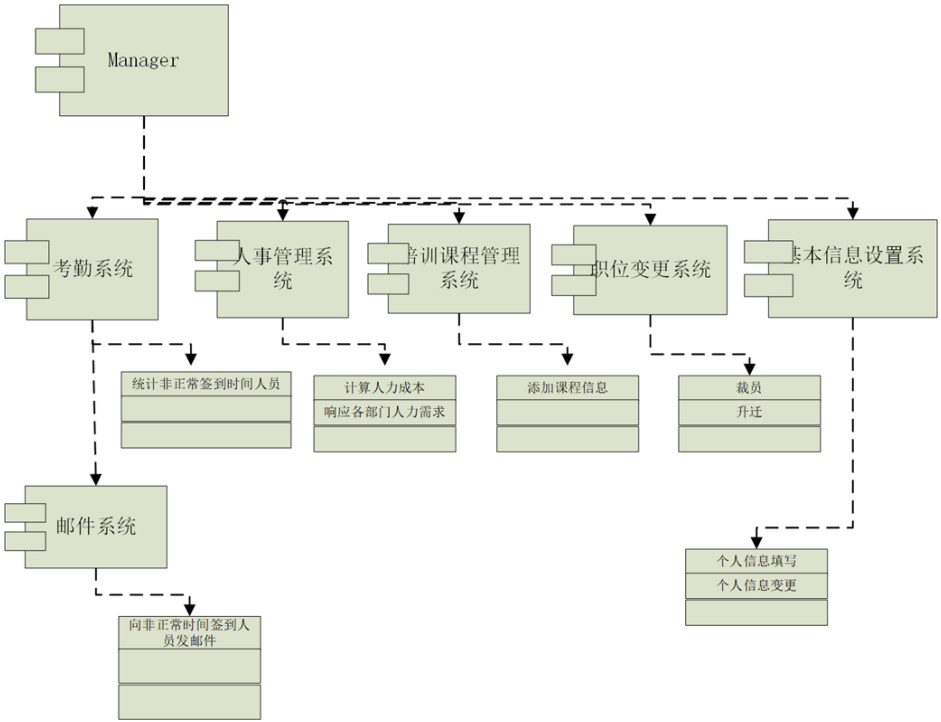 Manager
考勤系统
人事管理系
统
培训课程管理
系统
职位变更系统
基本信息设置系
统
统计非正常签到时间人员
计算人力成本
响应各部门人力需求
添加课程信息
裁员
升迁
邮件系统
个人信息填写
个人信息变更
向非正常时间签到人
员发邮件